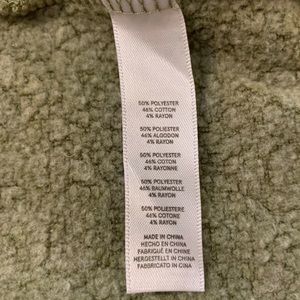 50% POLYESTER
46% COTTON
4% RAYON
50% POLIESTER
46% ALGODON
4% RAYON
50% POLYESTER
46% COTON
4% RAYONNE
50% POLYESTER
46% BAUMWOLLE
4% RAYON
50% POLIESTERE
46% COTONE
4% RAYON
MADE IN CHINA
HECHO EN CHINA
FABRIQUÉ EN CHINE
HERGESTELLT IN CHINA
FABBRICATO IN CINA